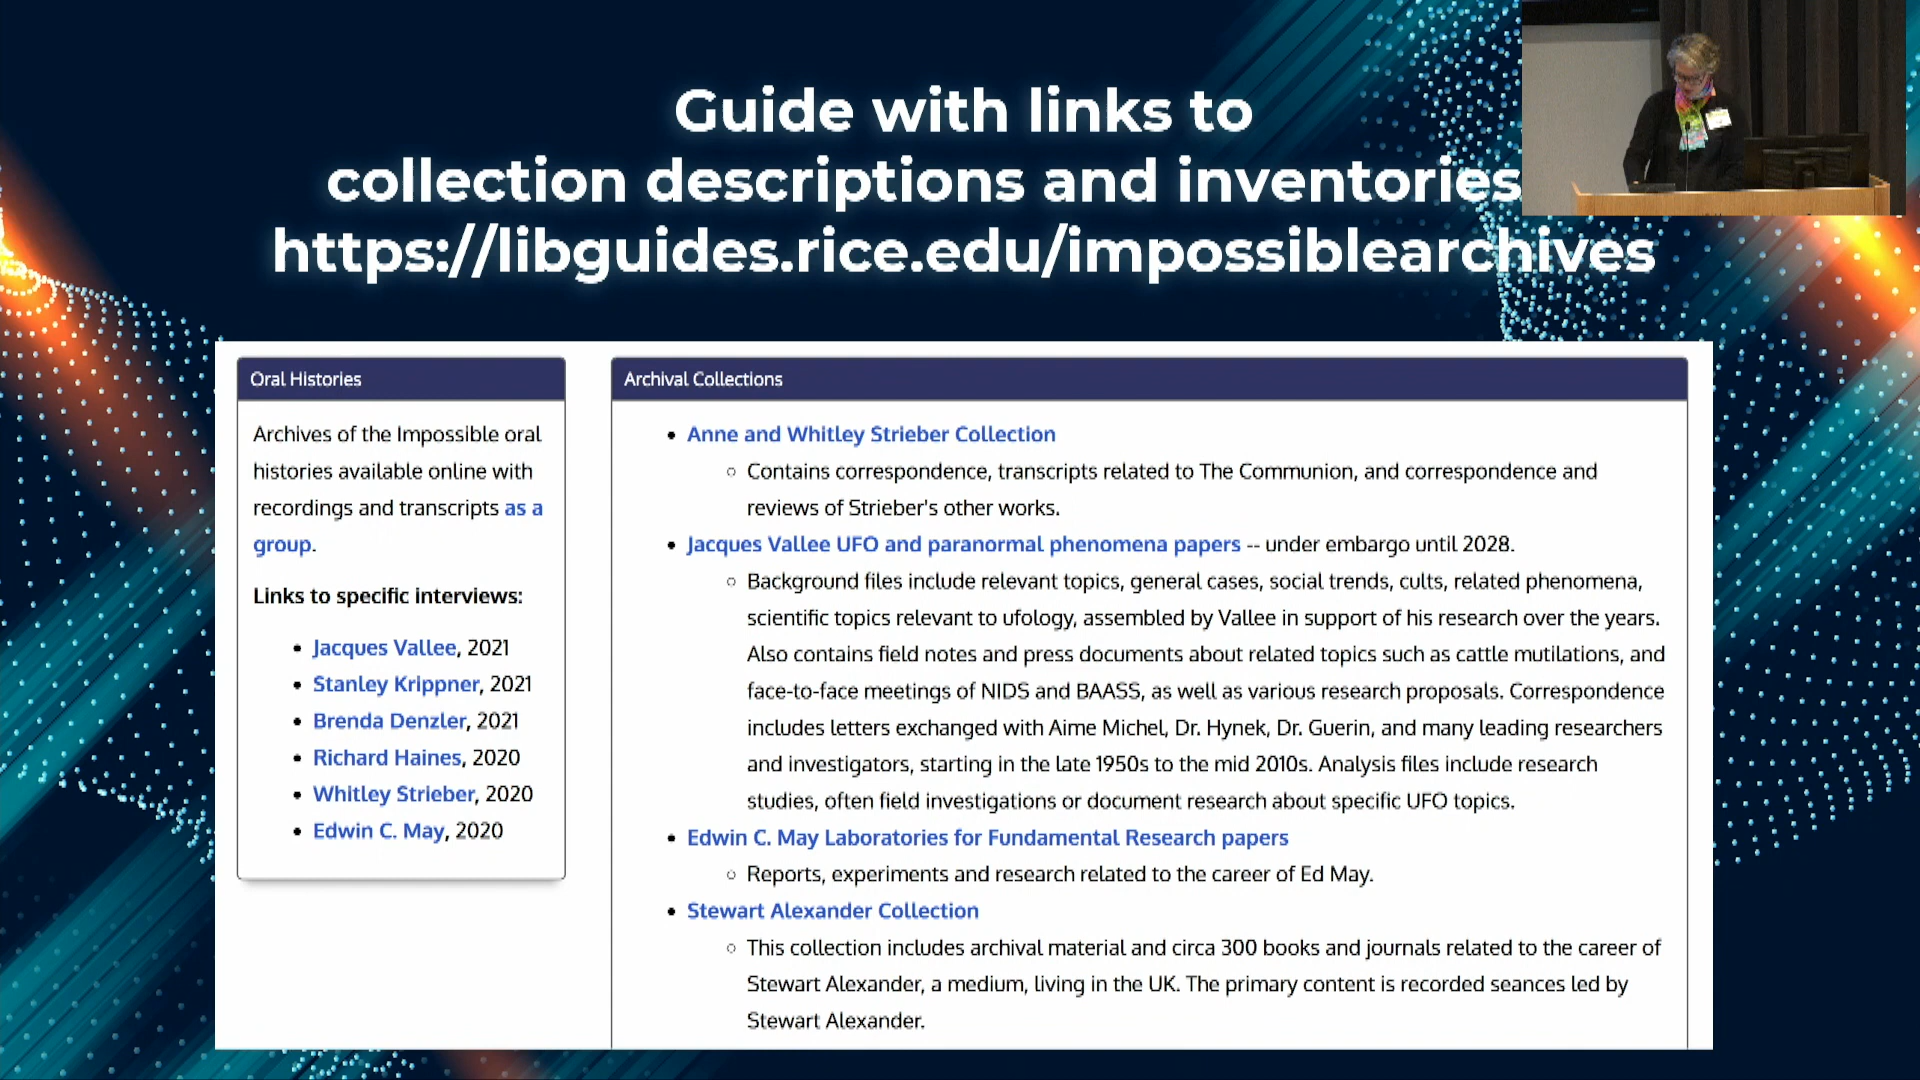 Guide with links to
collection descriptions and inventories
https://libguides.rice.edu/impossiblearchives
Oral Histories
Archives of the Impossible oral
histories available online with
recordings and transcripts as a
group.
Links to specific interviews:
• Jacques Vallee, 2021
• Stanley Krippner, 2021
• Brenda Denzler, 2021
• Richard Haines, 2020
• Whitley Strieber, 2020
• Edwin C. May, 2020
Archival Collections
• Anne and Whitley Strieber Collection
○ Contains correspondence, transcripts related to The Communion, and correspondence and
reviews of Strieber's other works.
• Jacques Vallee UFO and paranormal phenomena papers -- under embargo until 2028.
○ Background files include relevant topics, general cases, social trends, cults, related phenomena,
scientific topics relevant to ufology, assembled by Vallee in support of his research over the years.
Also contains field notes and press documents about related topics such as cattle mutilations, and
face-to-face meetings of NIDS and BAASS, as well as various research proposals. Correspondence
includes letters exchanged with Aime Michel, Dr. Hynek, Dr. Guerin, and many leading researchers
and investigators, starting in the late 1950s to the mid 2010s. Analysis files include research
studies, often field investigations or document research about specific UFO topics.
• Edwin C. May Laboratories for Fundamental Research papers
○ Reports, experiments and research related to the career of Ed May.
• Stewart Alexander Collection
○ This collection includes archival material and circa 300 books and journals related to the career of
Stewart Alexander, a medium, living in the UK. The primary content is recorded seances led by
Stewart Alexander.